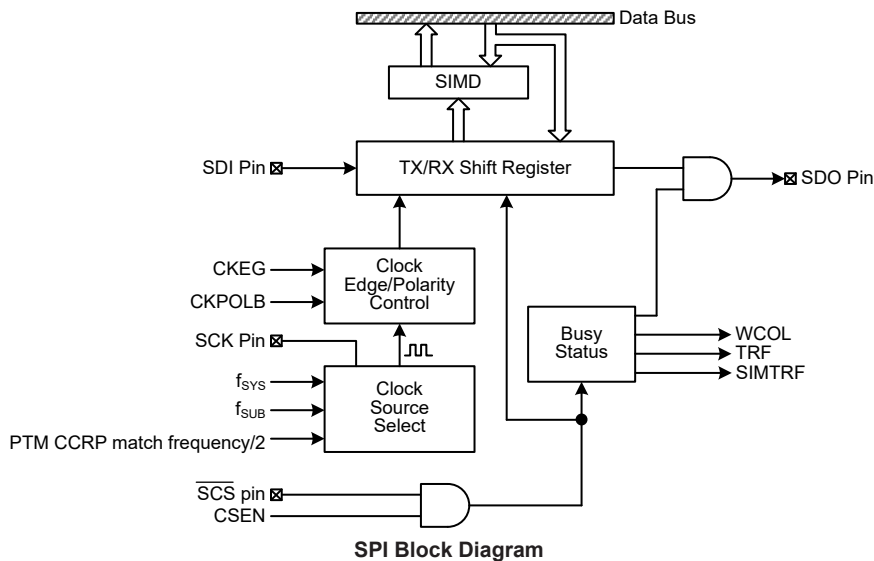 Data Bus
SIMD
SDI Pin
TX/RX Shift Register
SDO Pin
CKEG
CKPOLB
Clock
Edge/Polarity
Control
SCK Pin
Busy
Status
WCOL
TRF
SIMTRF
fSYS
fSUB
PTM CCRP match frequency/2
Clock
Source
Select
SCS pin
CSEN
SPI Block Diagram